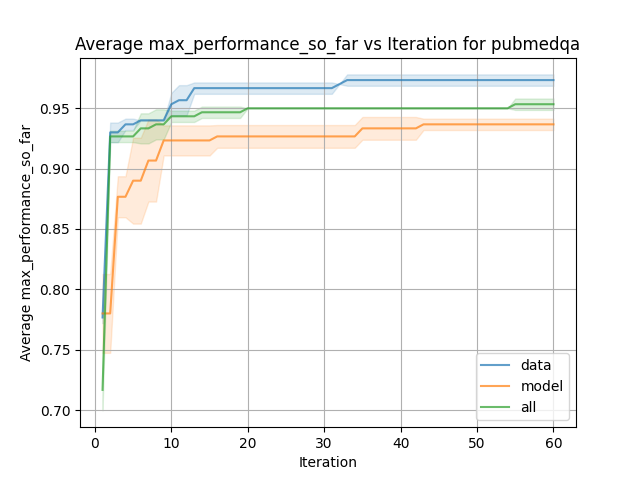 Average max_performance_so_far vs Iteration for pubmedqa
Average max_performance_so_far
0.95
0.90
0.85
0.80
0.75
0.70
0
10
20
30
40
50
60
Iteration
data
model
all